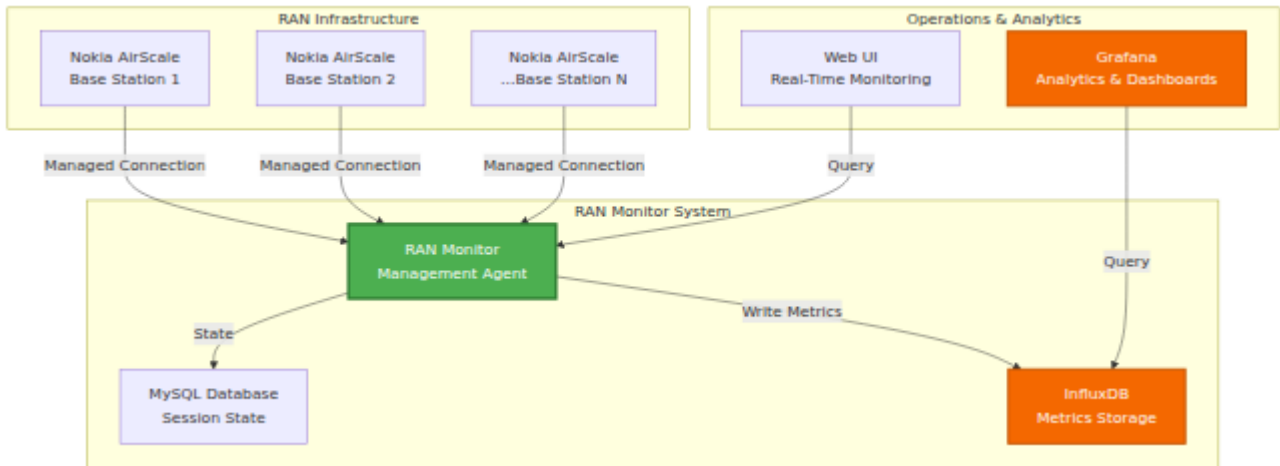 RAN Infrastructure
Operations & Analytics
Nokia AirScale
Base Station 1
Nokia AirScale
Base Station 2
Nokia AirScale
...Base Station N
Web UI
Real-Time Monitoring
Grafana
Analytics & Dashboards
Managed Connection
Managed Connection
Managed Connection
Query
RAN Monitor System
RAN Monitor
Management Agent
Query
Write Metrics
State
MySQL Database
Session State
InfluxDB
Metrics Storage